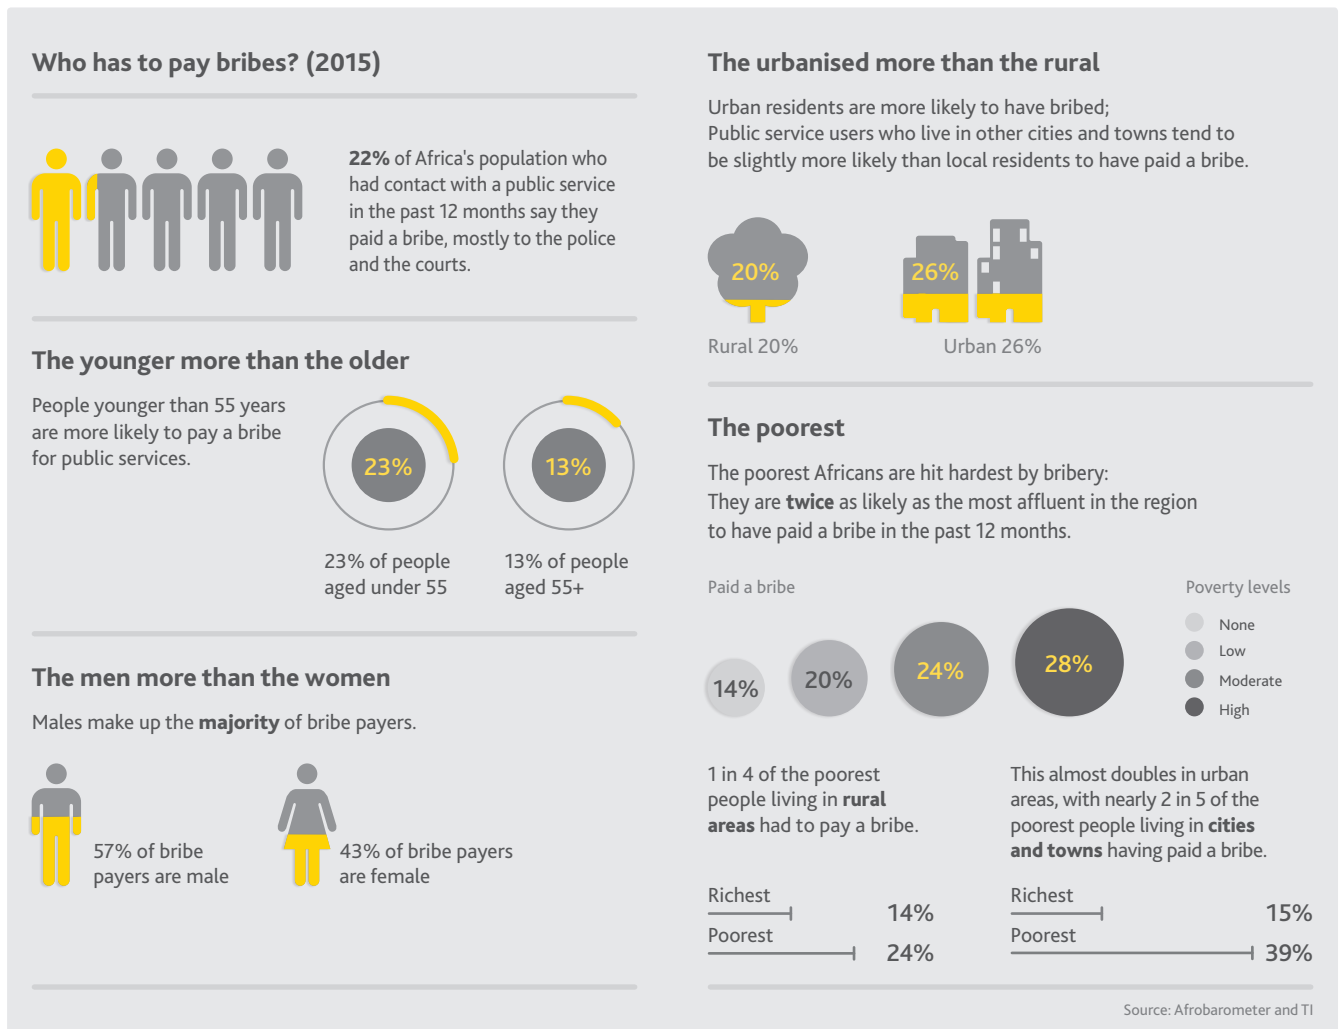 Who has to pay bribes? (2015)
22% of Africa's population who
had contact with a public service
in the past 12 months say they
paid a bribe, mostly to the police
and the courts.
The younger more than the older
People younger than 55 years
are more likely to pay a bribe
for public services.
23%
13%
23% of people
aged under 55
13% of people
aged 55+
The men more than the women
Males make up the majority of bribe payers.
57% of bribe
payers are male
43% of bribe payers
are female
The urbanised more than the rural
Urban residents are more likely to have bribed;
Public service users who live in other cities and towns tend to
be slightly more likely than local residents to have paid a bribe.
20%
26%
Rural 20%
Urban 26%
The poorest
The poorest Africans are hit hardest by bribery:
They are twice as likely as the most affluent in the region
to have paid a bribe in the past 12 months.
Paid a bribe
14%
20%
24%
28%
Poverty levels
None
Low
Moderate
High
1 in 4 of the poorest
people living in rural
areas had to pay a bribe.
Richest
14%
Poorest
24%
This almost doubles in urban
areas, with nearly 2 in 5 of the
poorest people living in cities
and towns having paid a bribe.
Richest
15%
Poorest
39%
Source: Afrobarometer and TI